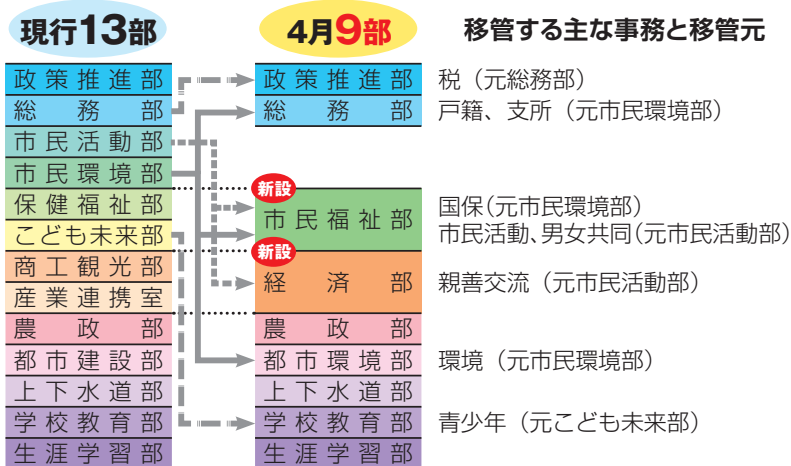 現行13部
4月9部
移管する主な事務と移管元
政策推進部
総務部
市民活動部
市民環境部
保健福祉部
こども未来部
商工観光部
産業連携室
農政部
都市建設部
上下水道部
学校教育部
生涯学習部
政策推進部
総務部
新設
市民福祉部
新設
経済部
農政部
都市環境部
上下水道部
学校教育部
生涯学習部
税（元総務部）
戸籍、支所（元市民環境部）
国保（元市民環境部）
市民活動、男女共同（元市民活動部）
親善交流（元市民活動部）
環境（元市民環境部）
青少年（元こども未来部）